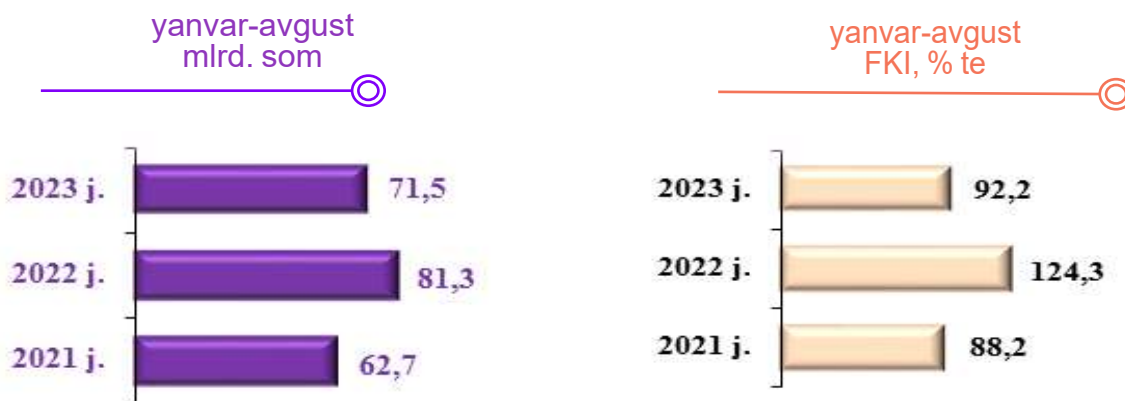 yanvar-avgust
mlrd. som
2023 j. 71,5
2022 j. 81,3
2021 j. 62,7
yanvar-avgust
FKI, % te
2023 j. 92,2
2022 j. 124,3
2021 j. 88,2